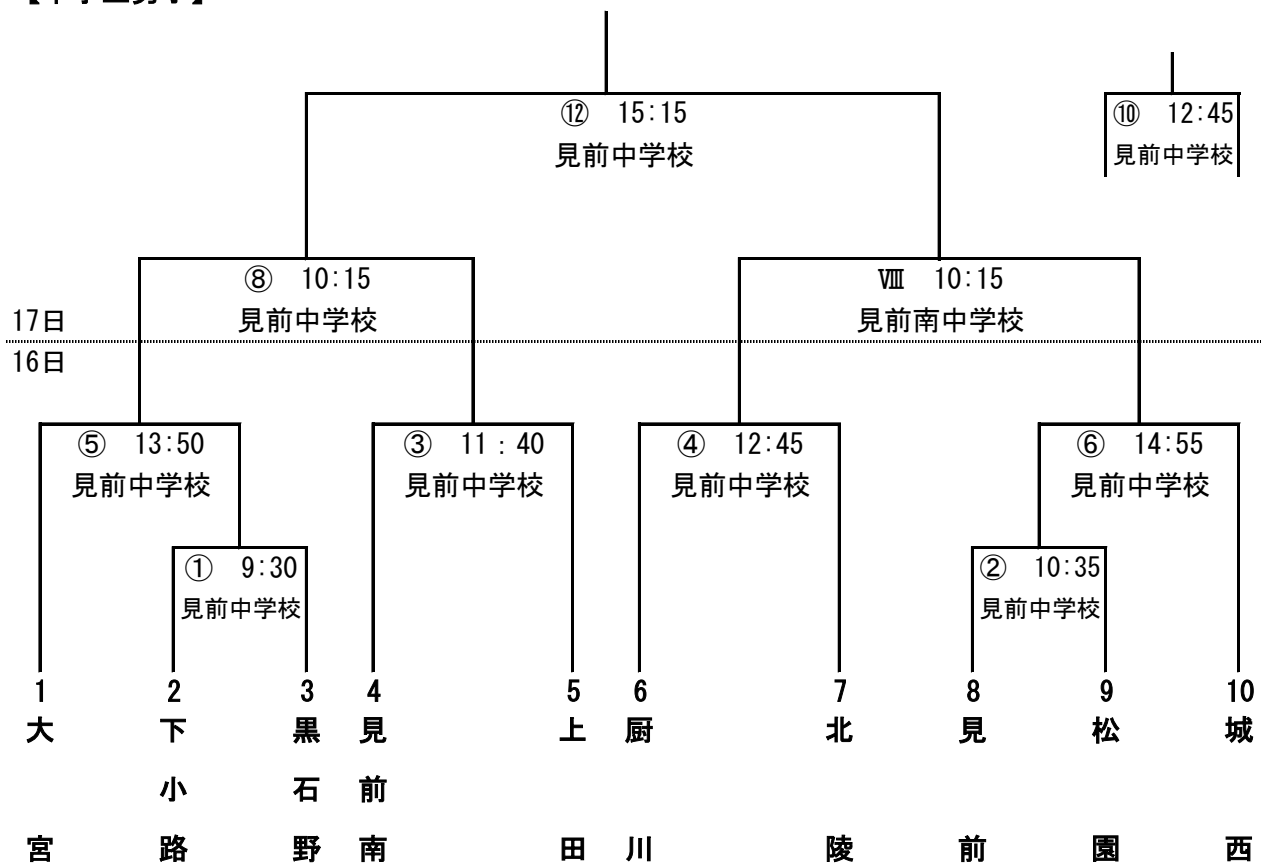 ⑫ 15:15
見前中学校
⑩ 12:45
見前中学校
⑧ 10:15
見前中学校
Ⅷ 10:15
見前南中学校
17日
16日
⑤ 13:50
見前中学校
③ 11：40
見前中学校
④ 12:45
見前中学校
⑥ 14:55
見前中学校
① 9:30
見前中学校
② 10:35
見前中学校
1 大宮
2 下小路
3 黒石野
4 見前南
5 上田
6 厨川
7 北陵
8 見前
9 松園
10 城西